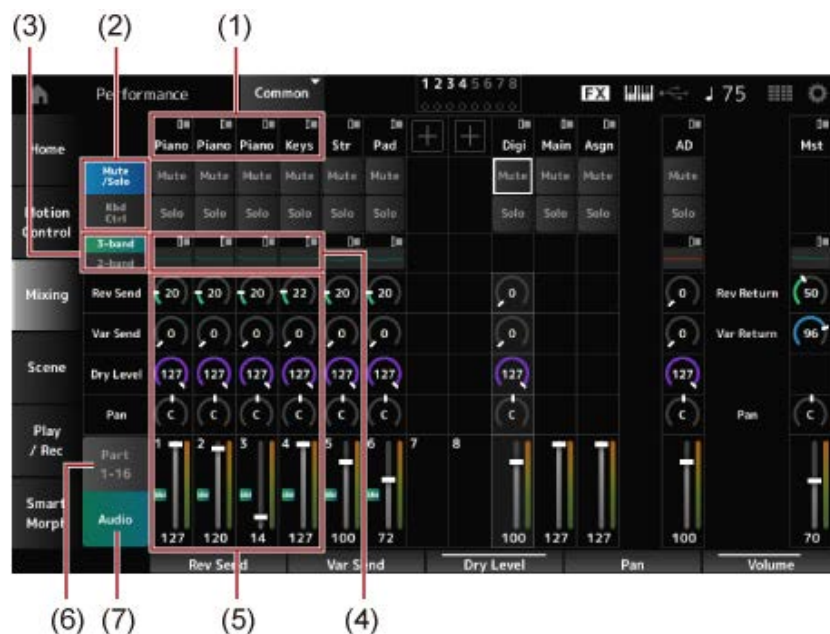 (3) (2) (1)
Performance Common 1 2 3 4 5 6 7 8 FX ♩ 75
Home Piano Piano Piano Keys Str Pad + + Digi Main Asgn AD Mst
Mute /Solo Mute Mute Mute Mute Mute Mute Mute Mute
Motion Control Kbd Ctrl Solo Solo Solo Solo Solo Solo Solo Solo
3-band
2-band
Mixing Rev Send 20 20 20 22 20 20 0 0 Rev Return 50
Var Send 0 0 0 0 0 0 0 0 Var Return 96
Scene Dry Level 127 127 127 127 127 127 127 127
Pan C C C C C C C C Pan C
Play / Rec Part 1-16 1 2 3 4 5 6 7 8
Smart Morph Audio
127 120 14 127 100 72 100 127 127 100 70
Rev Send Var Send Dry Level Pan Volume
(6) (7) (5) (4)